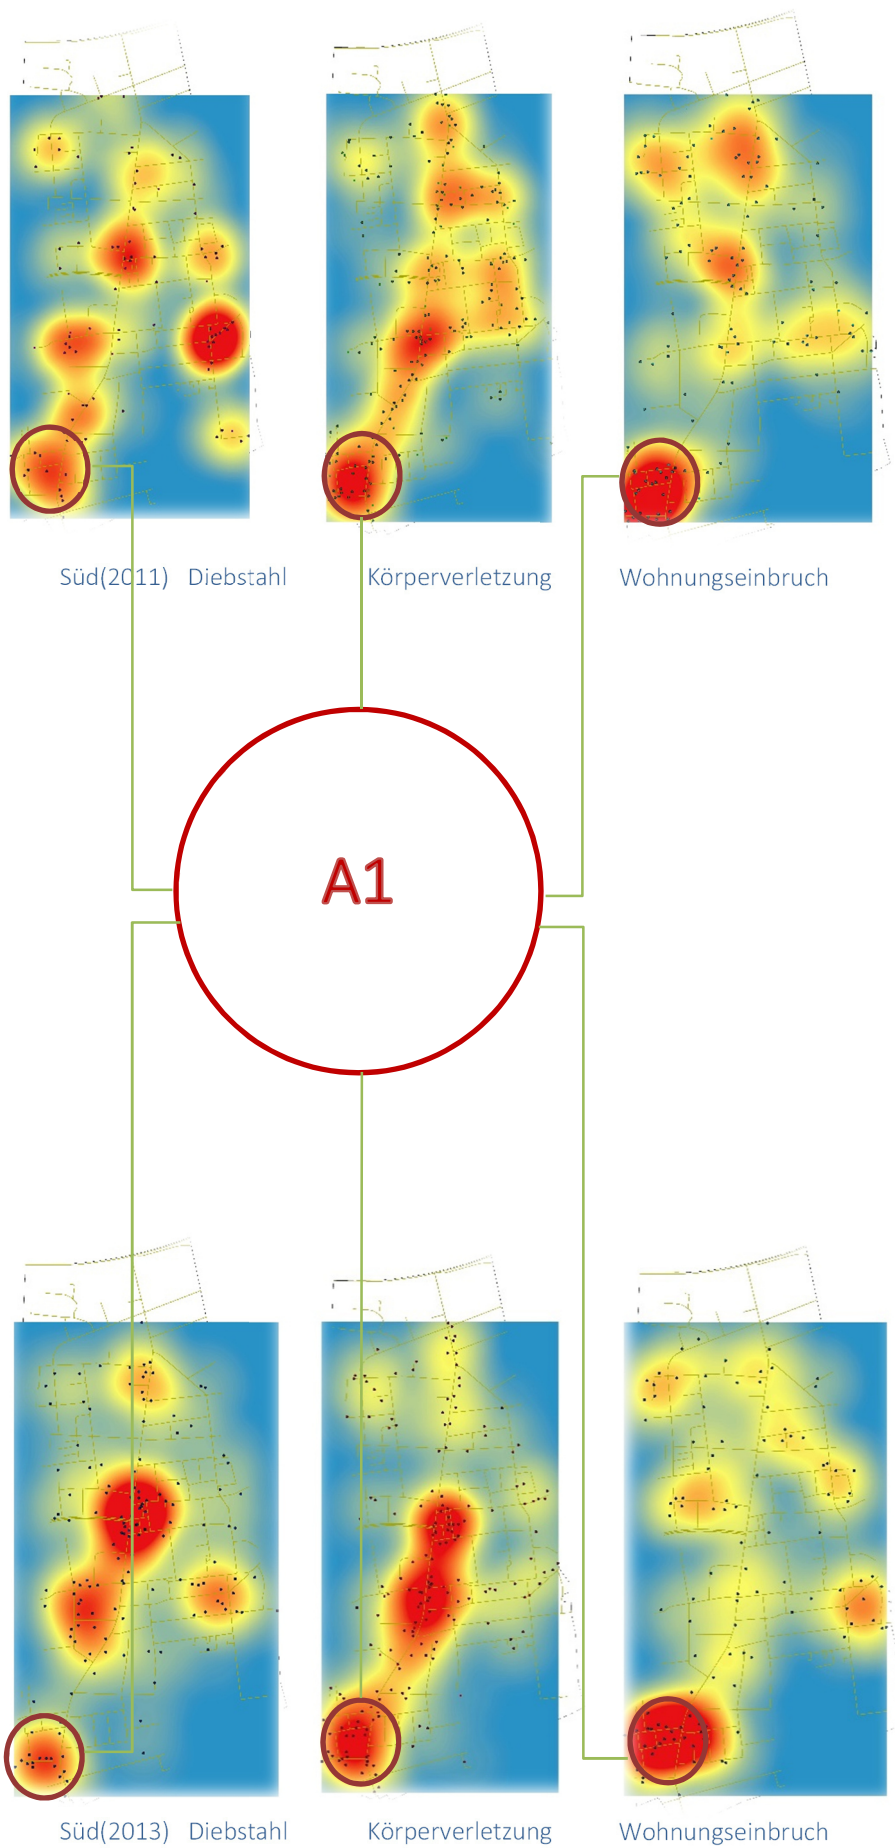 Süd(2011) Diebstahl Körperverletzung Wohnungseinbruch
A1
Süd(2013) Diebstahl Körperverletzung Wohnungseinbruch